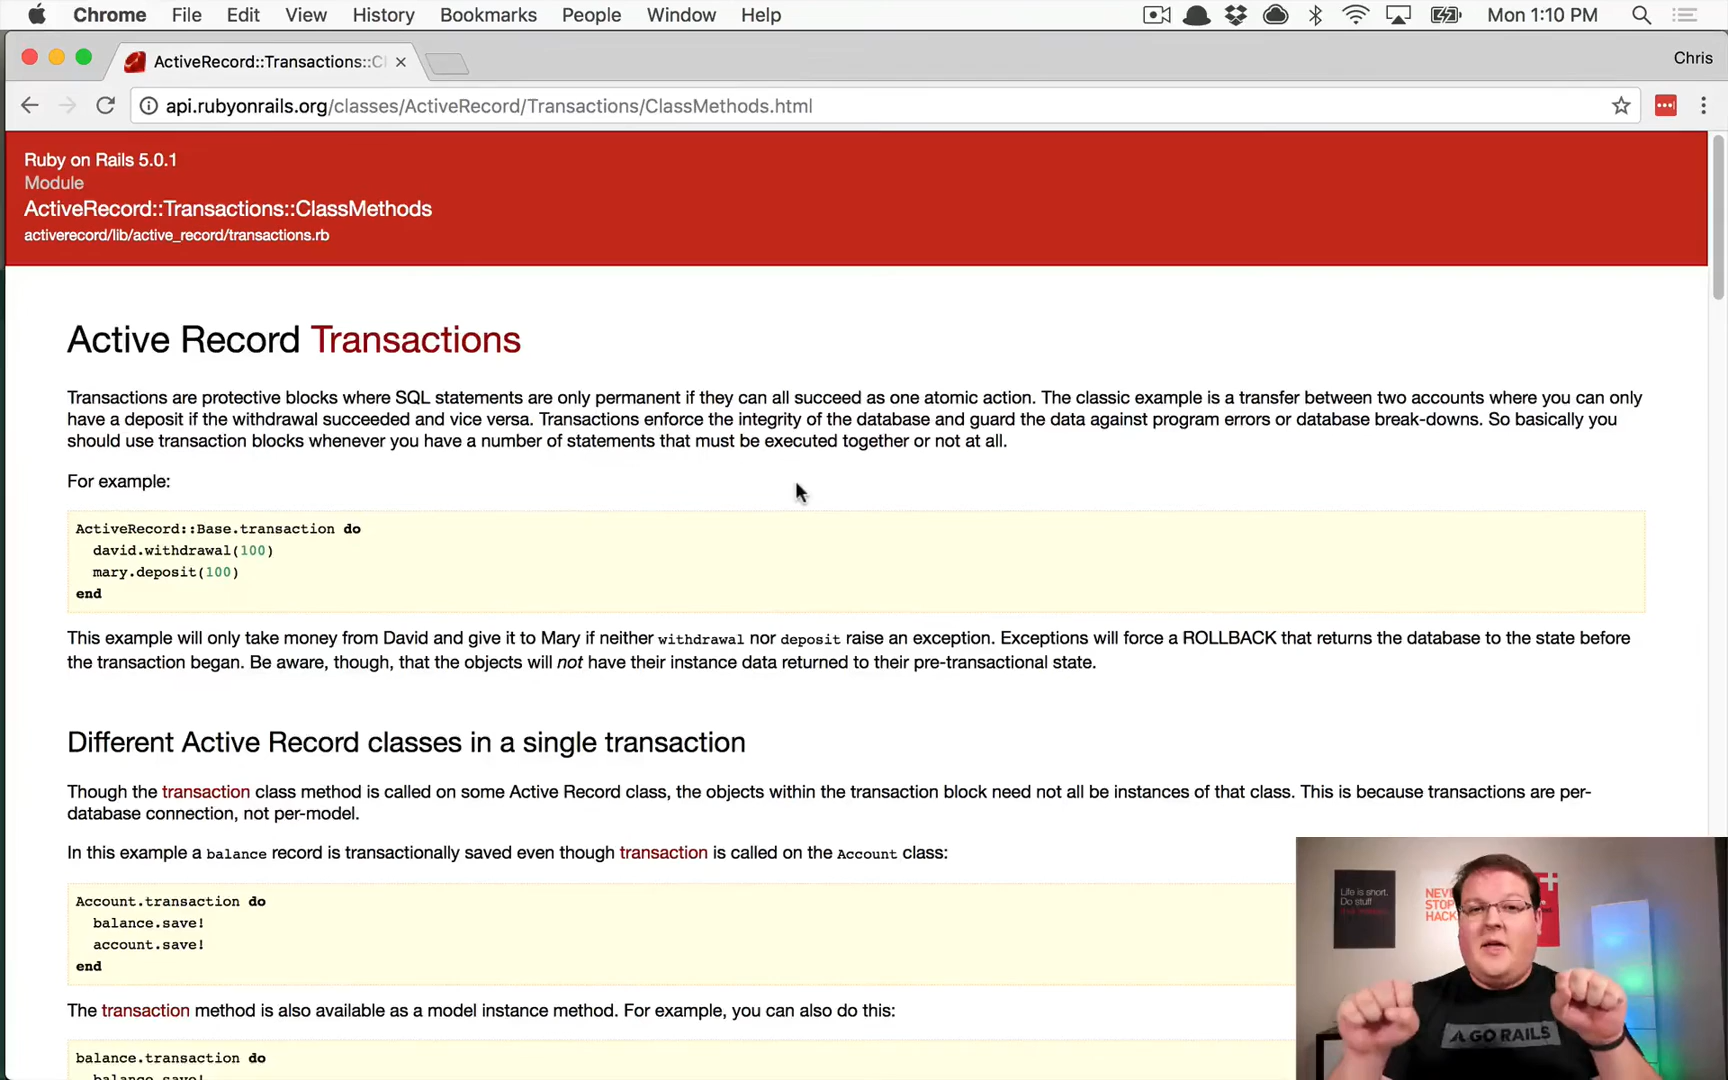 Chrome File Edit View History Bookmarks People Window Help Mon 1:10 PM
ActiveRecord::Transactions::Cl Chris
api.rubyonrails.org/classes/ActiveRecord/Transactions/ClassMethods.html
Ruby on Rails 5.0.1
Module
ActiveRecord::Transactions::ClassMethods
activerecord/lib/active_record/transactions.rb
Active Record Transactions
Transactions are protective blocks where SQL statements are only permanent if they can all succeed as one atomic action. The classic example is a transfer between two accounts where you can only
have a deposit if the withdrawal succeeded and vice versa. Transactions enforce the integrity of the database and guard the data against program errors or database break-downs. So basically you
should use transaction blocks whenever you have a number of statements that must be executed together or not at all.
For example:
ActiveRecord::Base.transaction do
david.withdrawal(100)
mary.deposit(100)
end
This example will only take money from David and give it to Mary if neither withdrawal nor deposit raise an exception. Exceptions will force a ROLLBACK that returns the database to the state before
the transaction began. Be aware, though, that the objects will not have their instance data returned to their pre-transactional state.
Different Active Record classes in a single transaction
Though the transaction class method is called on some Active Record class, the objects within the transaction block need not all be instances of that class. This is because transactions are per-
database connection, not per-model.
In this example a balance record is transactionally saved even though transaction is called on the Account class:
Account.transaction do
balance.save!
account.save!
end
The transaction method is also available as a model instance method. For example, you can also do this:
balance.transaction do
balance.save!
Life is short.
Do stuff
NEVER
STOP
HACK
GO RAILS